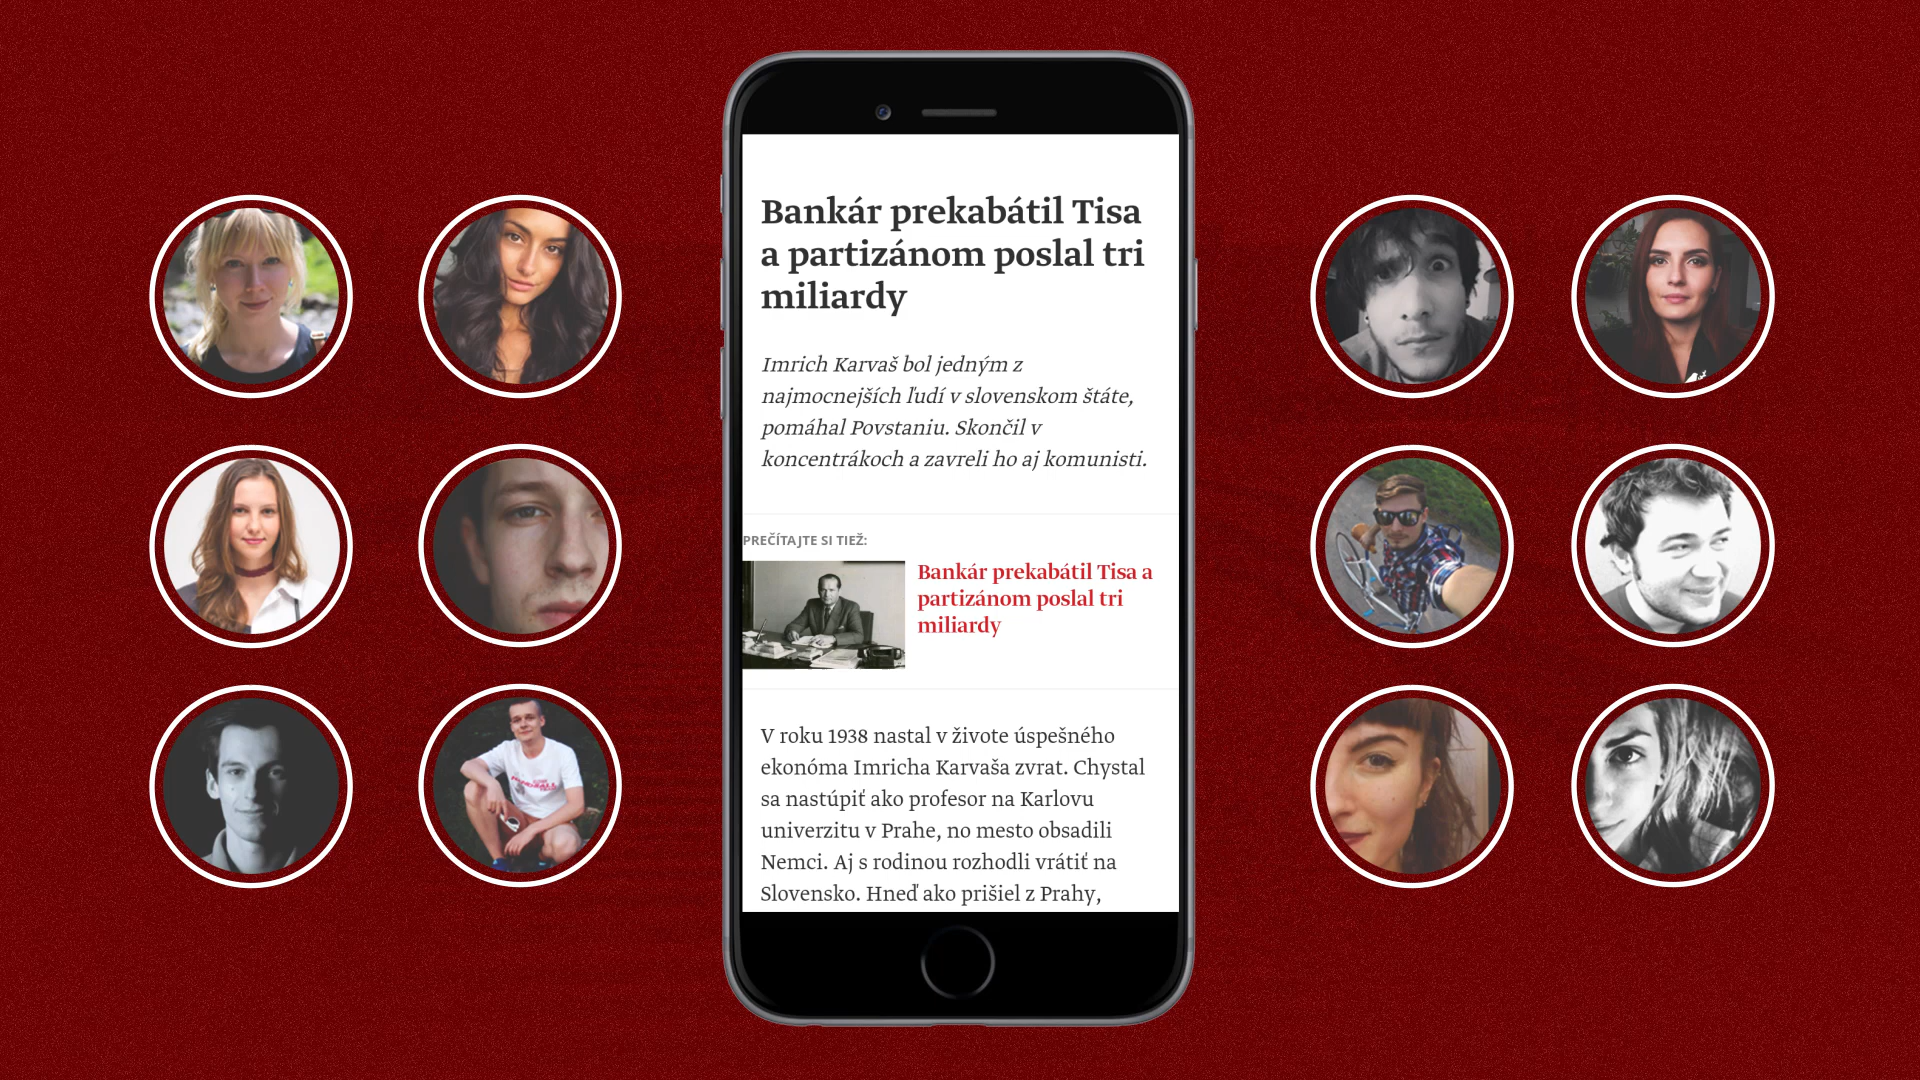 Bankár prekabátil Tisa
a partizánom poslal tri
miliardy
Imrich Karvaš bol jedným z
najmocnejších ľudí v slovenskom štáte,
pomáhal Povstaniu. Skončil v
koncentrákoch a zavreli ho aj komunisti.
PREČÍTAJTE SI TIEŽ:
Bankár prekabátil Tisa a
partizánom poslal tri
miliardy
V roku 1938 nastal v živote úspešného
ekonóma Imricha Karvaša zvrat. Chystal
sa nastúpiť ako profesor na Karlovu
univerzitu v Prahe, no mesto obsadili
Nemci. Aj s rodinou rozhodli vrátiť na
Slovensko. Hneď ako prišiel z Prahy,